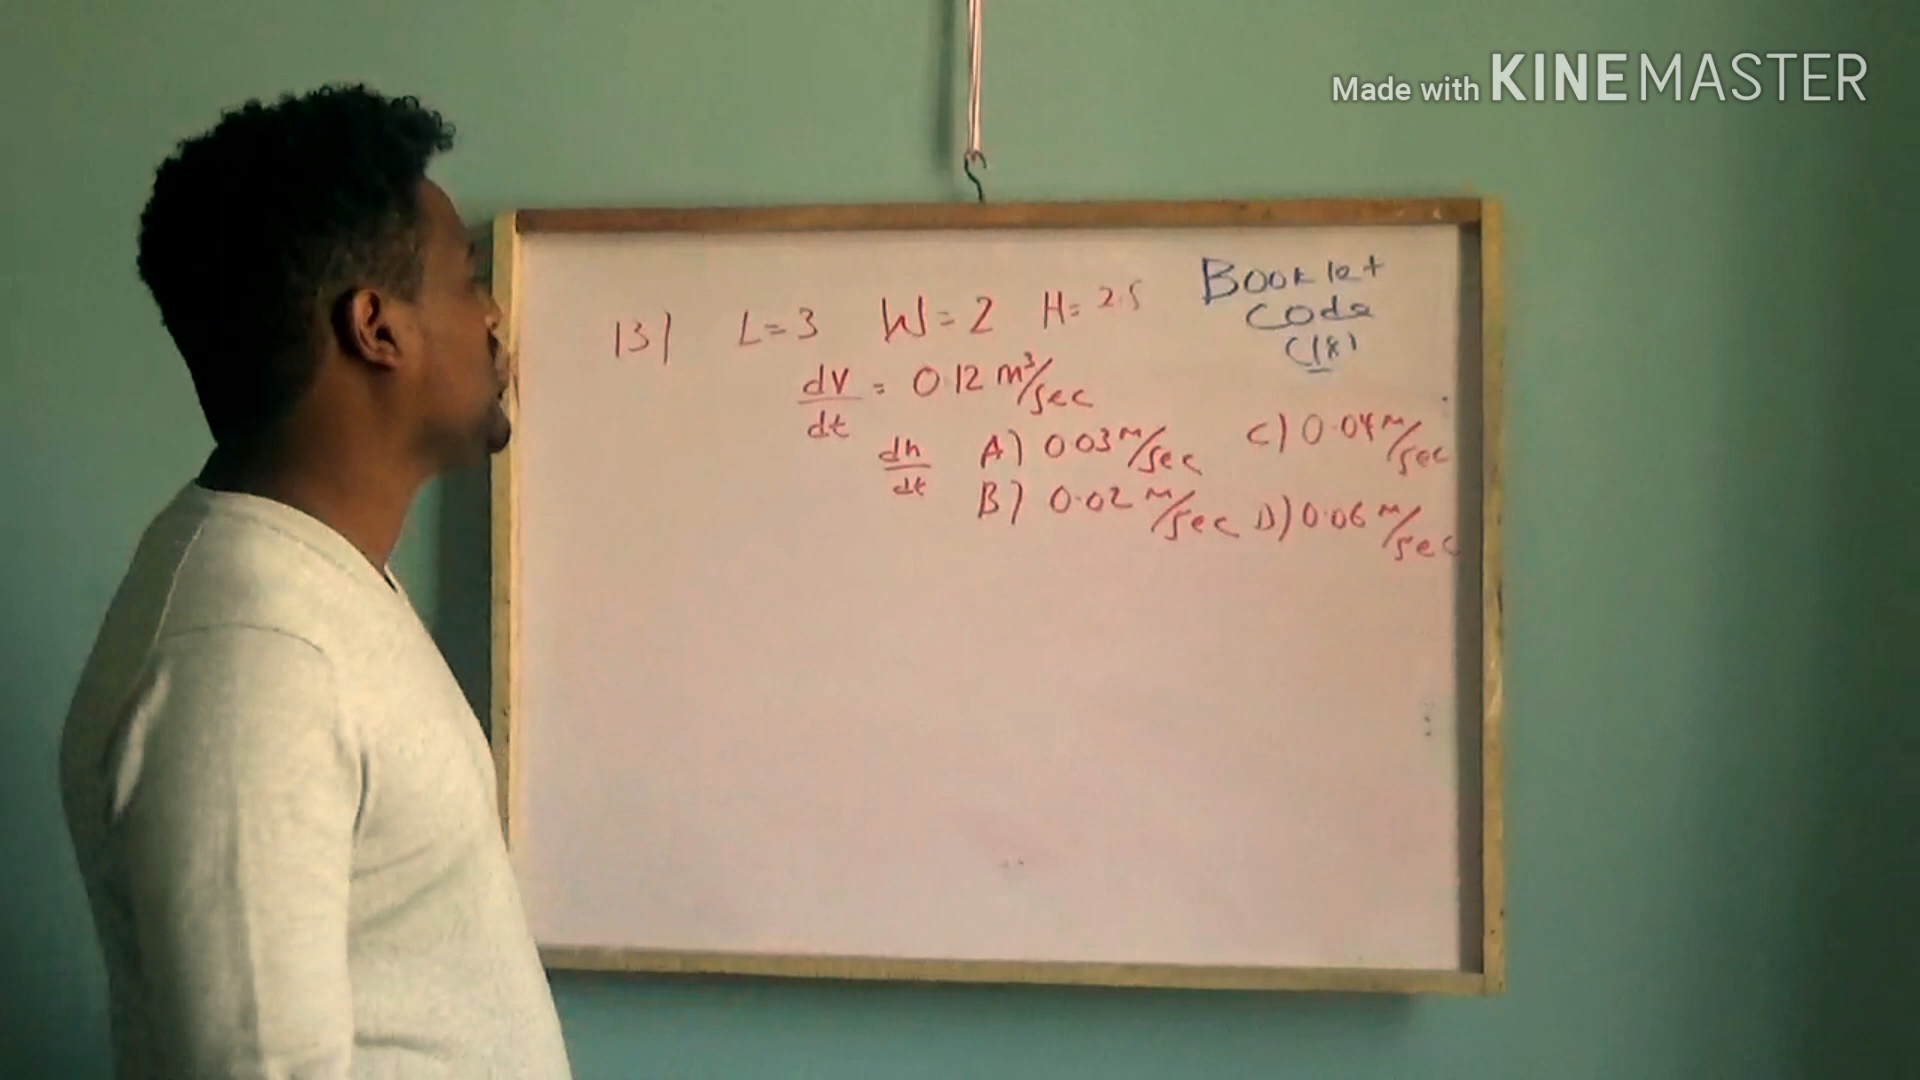 Made with KINEMASTER
Booklet
Code
(18)
13) L=3 W=2 H=2.5
dV/dt = 0.12 m³/sec
dh/dt A) 0.03 m/sec C) 0.04 m/sec
B) 0.02 m/sec D) 0.06 m/sec